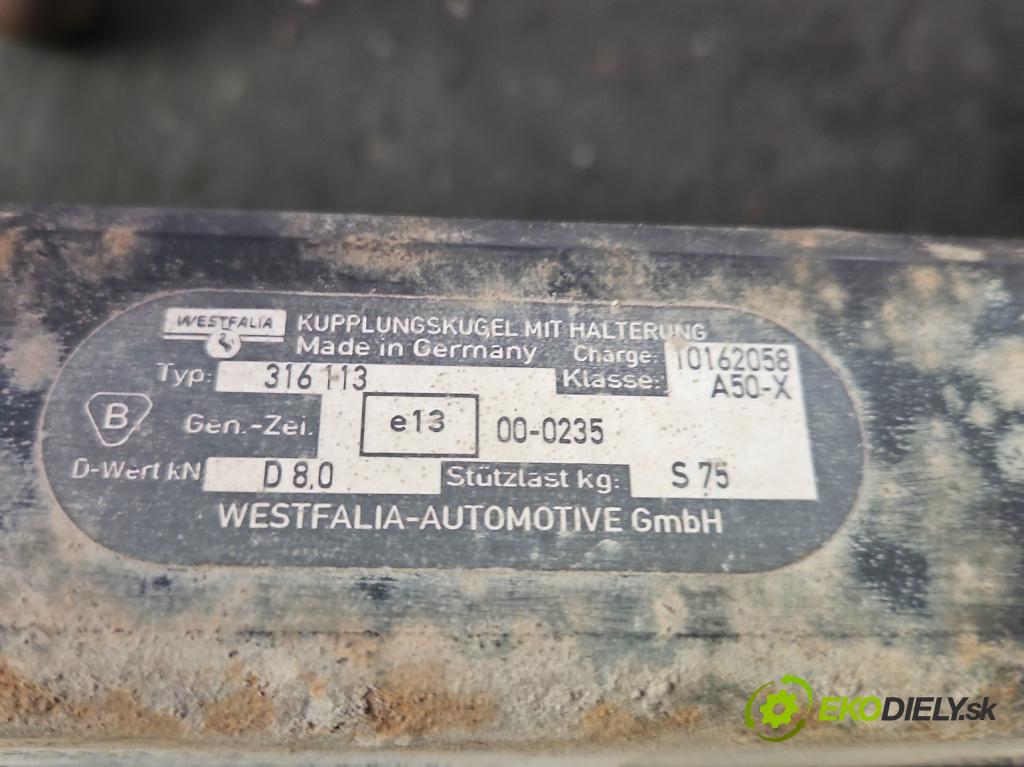 WESTFALIA KUPPLUNGSKUGEL MIT HALTERUNG
Made in Germany Charge: 10162058
Typ: 316 113 Klasse: A50-X
B Gen.-Zei. e13 00-0235
D-Wert kN D 8,0 Stützlast kg: S 75
WESTFALIA-AUTOMOTIVE GmbH
EKODIELY.sk